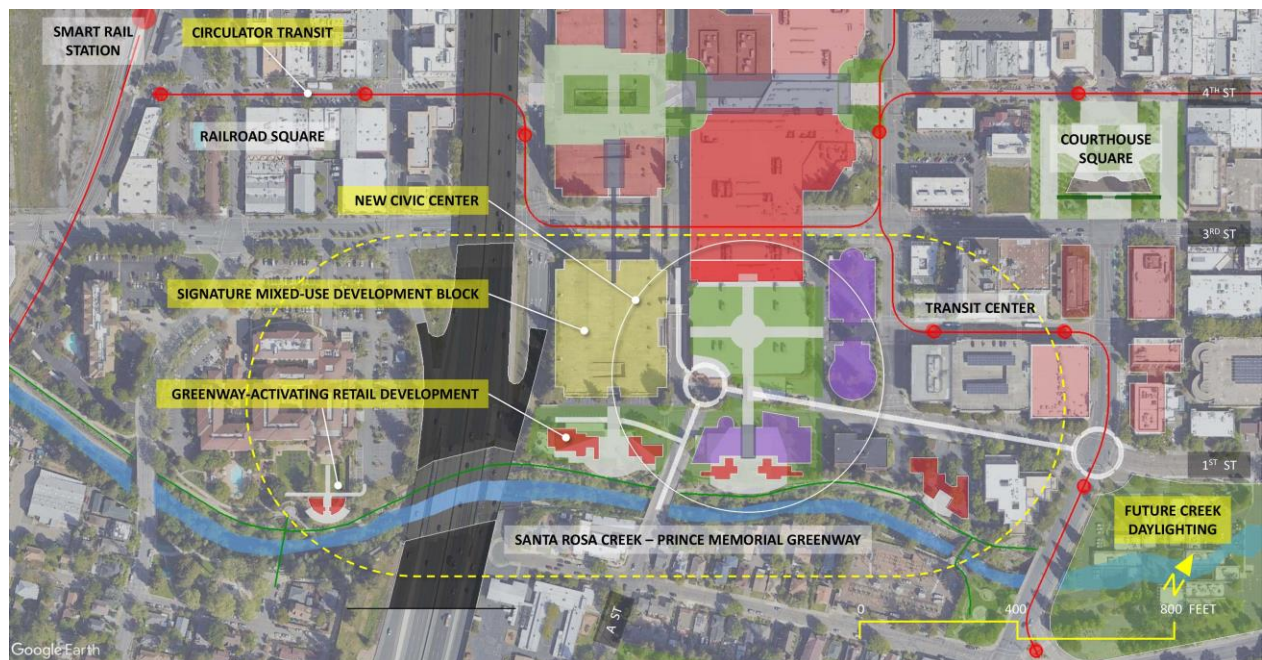 SMART RAIL
STATION
CIRCULATOR TRANSIT
4TH ST
RAILROAD SQUARE
COURTHOUSE
SQUARE
NEW CIVIC CENTER
3RD ST
SIGNATURE MIXED-USE DEVELOPMENT BLOCK
TRANSIT CENTER
GREENWAY-ACTIVATING RETAIL DEVELOPMENT
1ST ST
FUTURE CREEK
DAYLIGHTING
SANTA ROSA CREEK – PRINCE MEMORIAL GREENWAY
N
A ST
0 400 800 FEET
Google Earth